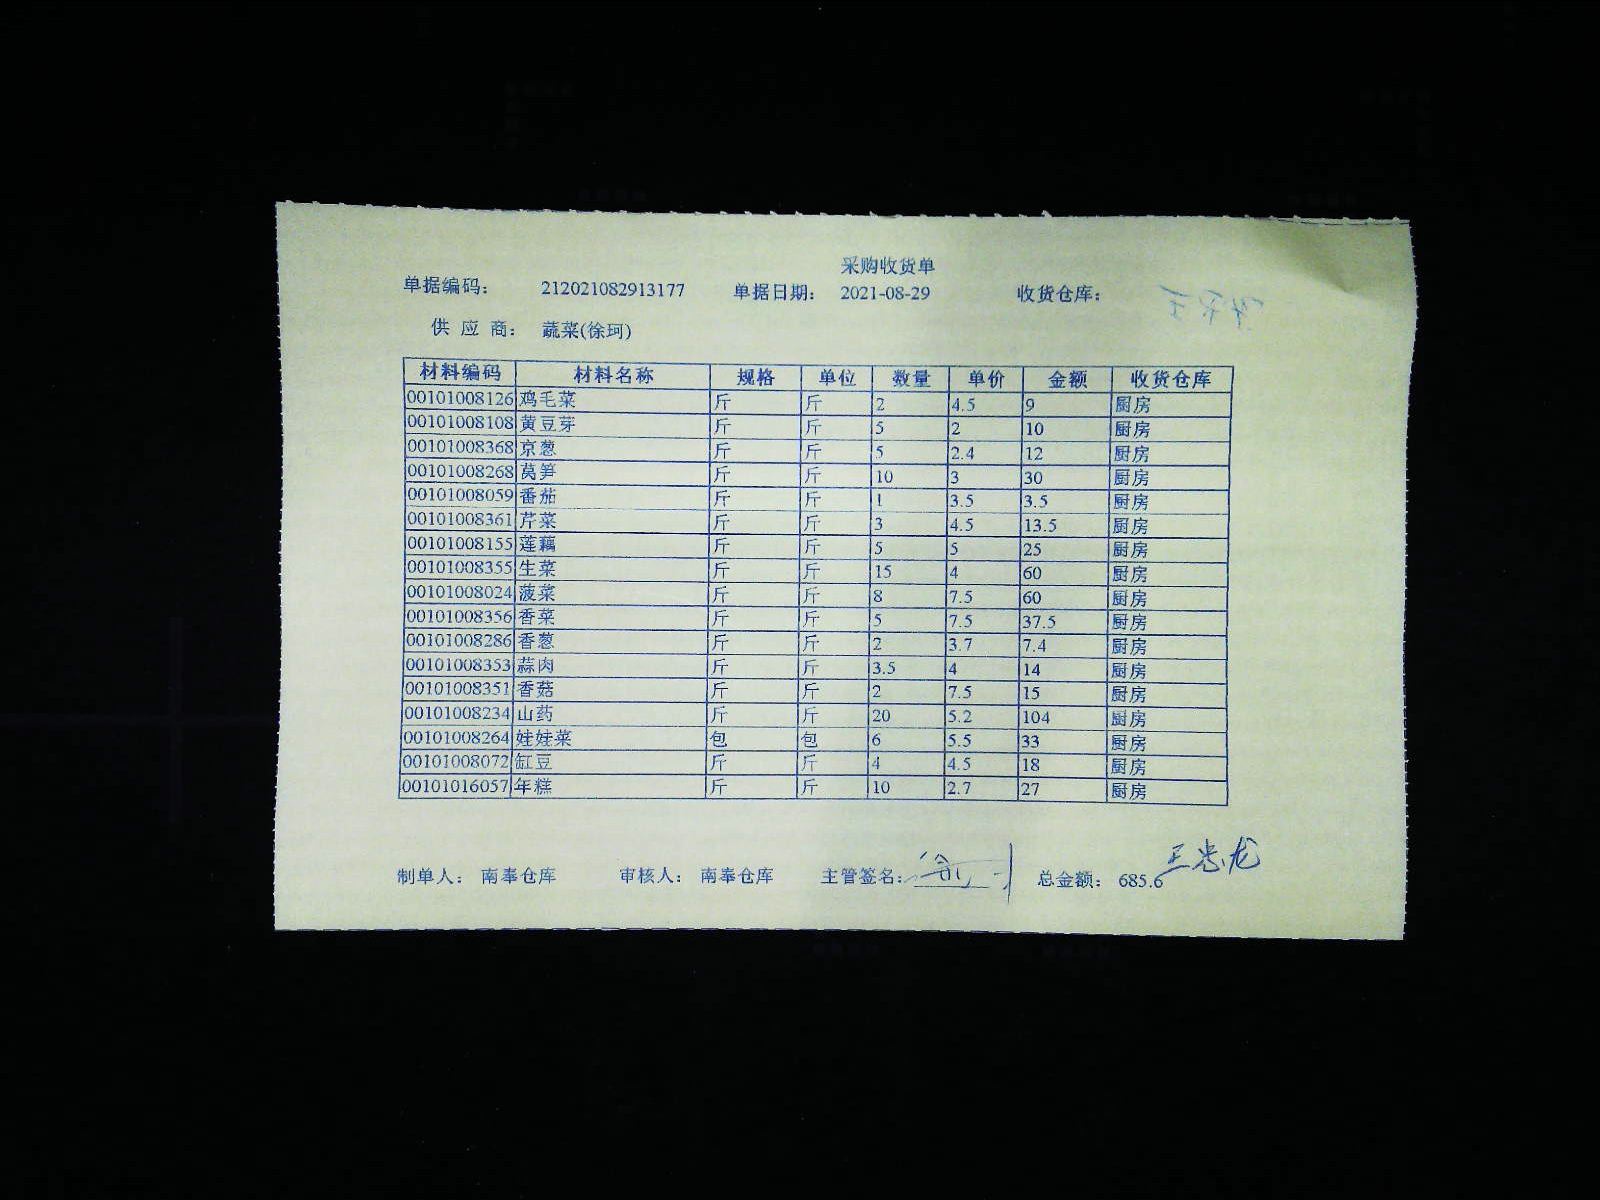 采购收货单
单据编码： 212021082913177 单据日期： 2021-08-29 收货仓库：
供 应 商： 蔬菜(徐珂)
材料编码 材料名称 规格 单位 数量 单价 金额 收货仓库
00101008126 鸡毛菜 斤 斤 2 4.5 9 厨房
00101008108 黄豆芽 斤 斤 5 2 10 厨房
00101008368 京葱 斤 斤 5 2.4 12 厨房
00101008268 莴笋 斤 斤 10 3 30 厨房
00101008059 番茄 斤 斤 1 3.5 3.5 厨房
00101008361 芹菜 斤 斤 3 4.5 13.5 厨房
00101008155 莲藕 斤 斤 5 5 25 厨房
00101008355 生菜 斤 斤 15 4 60 厨房
00101008024 菠菜 斤 斤 8 7.5 60 厨房
00101008356 香菜 斤 斤 5 7.5 37.5 厨房
00101008286 香葱 斤 斤 2 3.7 7.4 厨房
00101008353 蒜肉 斤 斤 3.5 4 14 厨房
00101008351 香菇 斤 斤 2 7.5 15 厨房
00101008234 山药 斤 斤 20 5.2 104 厨房
00101008264 娃娃菜 包 包 6 5.5 33 厨房
00101008072 缸豆 斤 斤 4 4.5 18 厨房
00101016057 年糕 斤 斤 10 2.7 27 厨房
制单人： 南奉仓库 审核人： 南奉仓库 主管签名： 总金额： 685.6